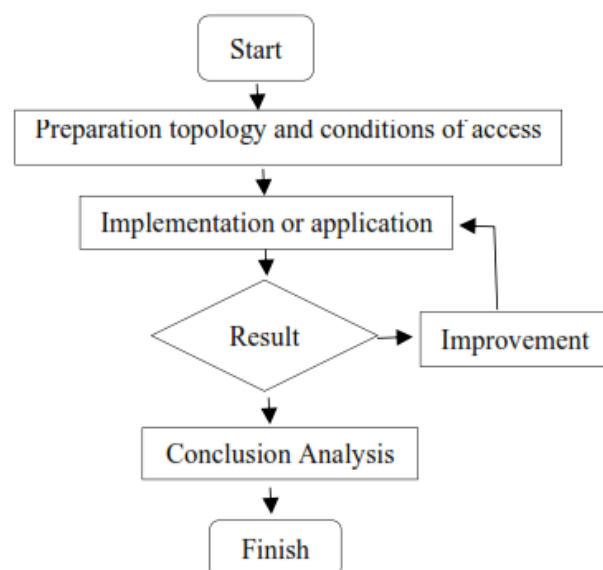 Start
Preparation topology and conditions of access
Implementation or application
Result
Improvement
Conclusion Analysis
Finish